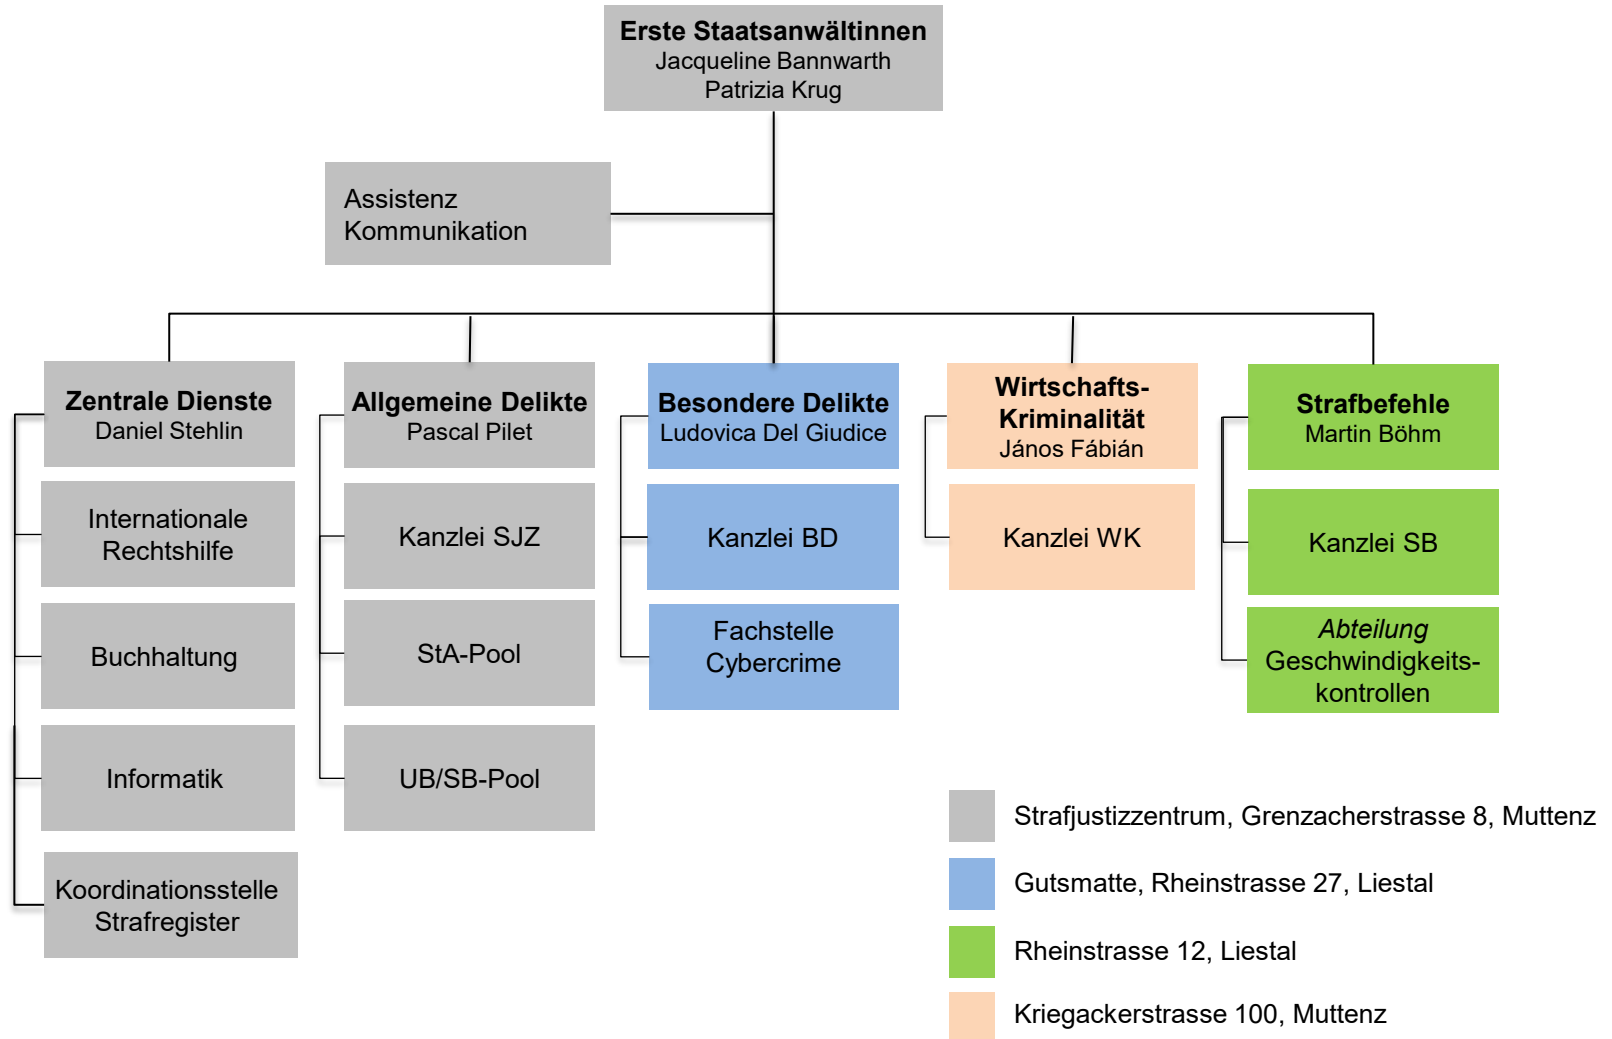 Erste Staatsanwältinnen
Jacqueline Bannwarth
Patrizia Krug
Assistenz
Kommunikation
Zentrale Dienste
Daniel Stehlin
Internationale
Rechtshilfe
Buchhaltung
Informatik
Koordinationsstelle
Strafregister
Allgemeine Delikte
Pascal Pilet
Kanzlei SJZ
StA-Pool
UB/SB-Pool
Besondere Delikte
Ludovica Del Giudice
Kanzlei BD
Fachstelle
Cybercrime
Wirtschafts-
Kriminalität
János Fábián
Kanzlei WK
Strafbefehle
Martin Böhm
Kanzlei SB
Abteilung
Geschwindigkeits-
kontrollen
Strafjustizzentrum, Grenzacherstrasse 8, Muttenz
Gutsmatte, Rheinstrasse 27, Liestal
Rheinstrasse 12, Liestal
Kriegackerstrasse 100, Muttenz